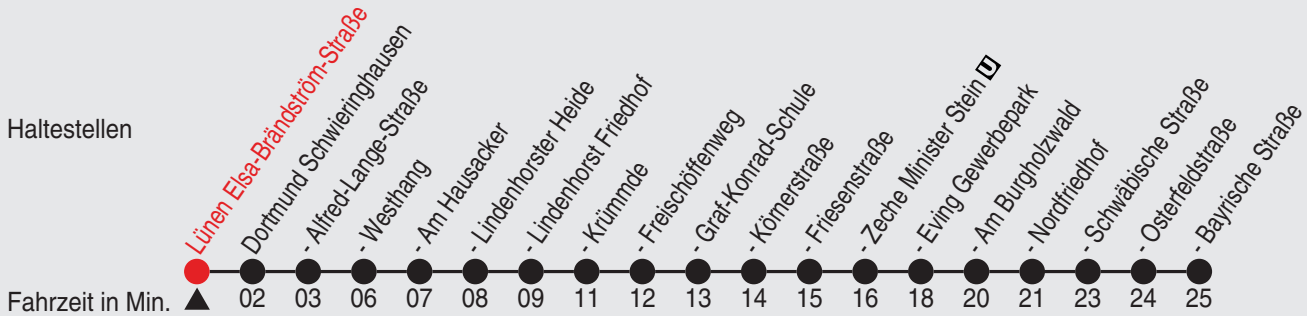 Haltestellen
Lünen Elsa-Brändström-Straße
Dortmund Schwieringhausen
- Alfred-Lange-Straße
- Westhang
- Am Hausacker
- Lindenhorster Heide
- Lindenhorst Friedhof
- Krümmde
- Freischöffenweg
- Graf-Konrad-Schule
- Körnerstraße
- Friesenstraße
- Zeche Minister Stein U
- Eving Gewerbepark
- Am Burgholzwald
- Nordfriedhof
- Schwäbische Straße
- Osterfeldstraße
- Bayrische Straße
Fahrzeit in Min. 02 03 06 07 08 09 11 12 13 14 15 16 18 20 21 23 24 25